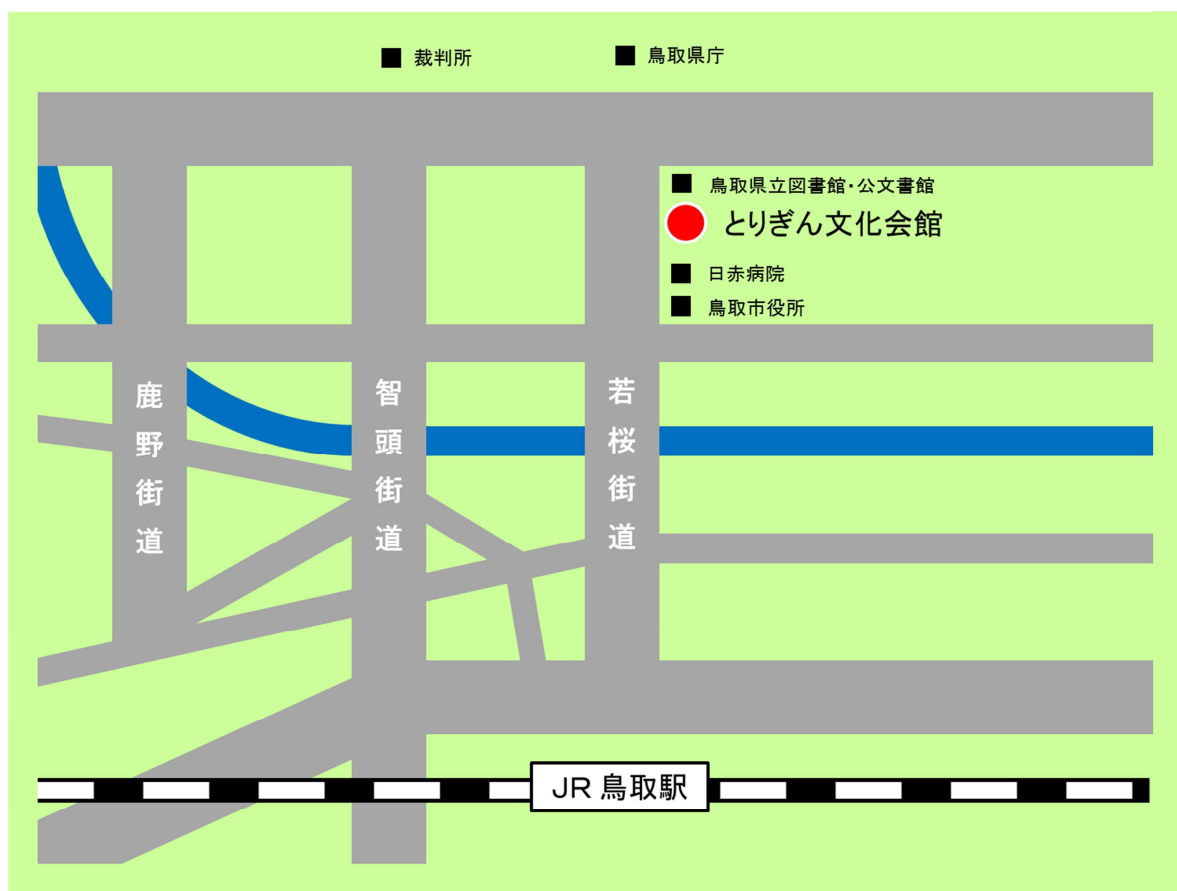 裁判所
鳥取県庁
鳥取県立図書館・公文書館
とりぎん文化会館
日赤病院
鳥取市役所
鹿野街道
智頭街道
若桜街道
JR 鳥取駅